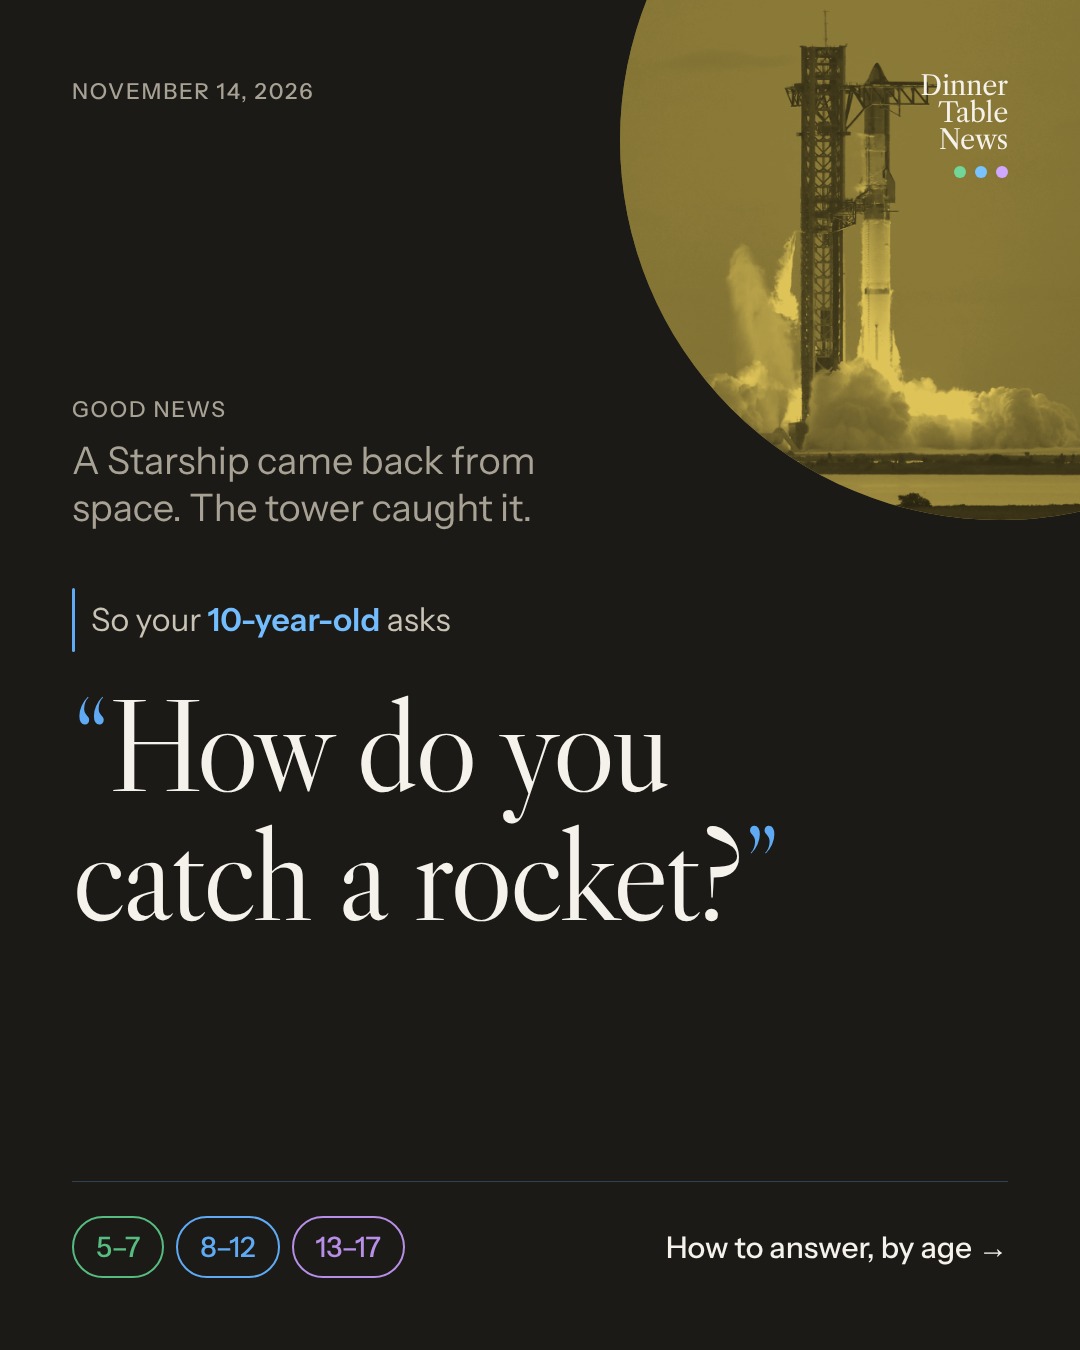 NOVEMBER 14, 2026
Dinner
Table
News
GOOD NEWS
A Starship came back from
space. The tower caught it.
So your 10-year-old asks
“How do you
catch a rocket?”
5–7 8–12 13–17
How to answer, by age →